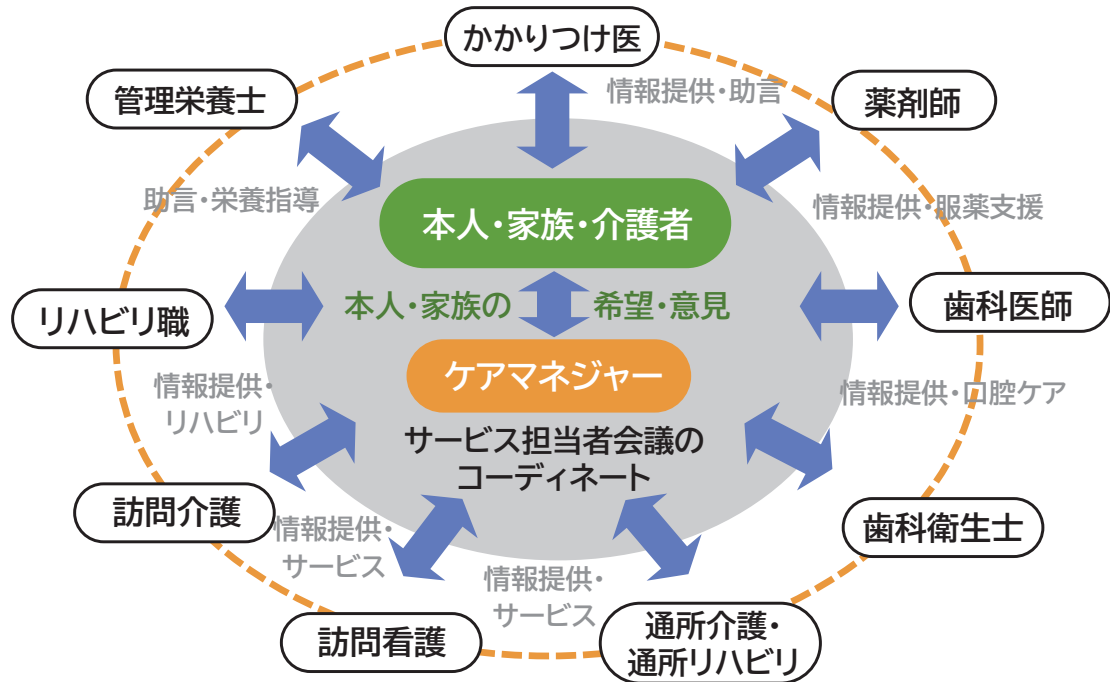 かかりつけ医
管理栄養士
情報提供・助言
薬剤師
助言・栄養指導
本人・家族・介護者
情報提供・服薬支援
リハビリ職
本人・家族の
希望・意見
歯科医師
ケアマネジャー
情報提供・
リハビリ
情報提供・口腔ケア
サービス担当者会議の
コーディネート
訪問介護
情報提供・
サービス
歯科衛生士
情報提供・
サービス
訪問看護
通所介護・
通所リハビリ